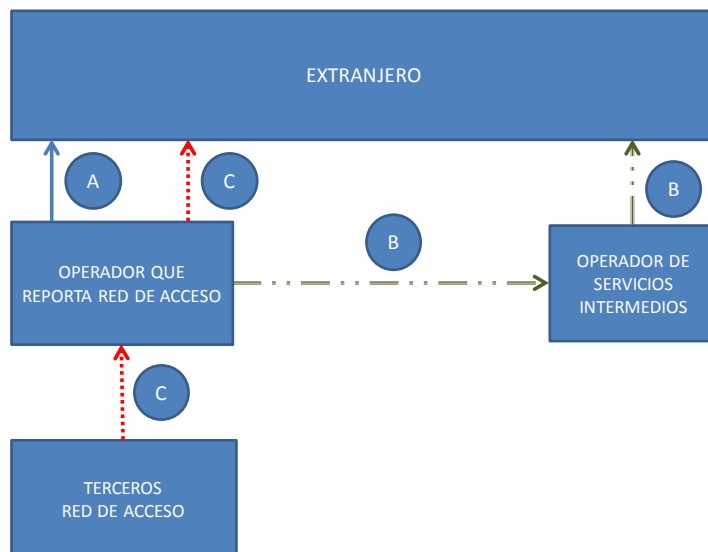 EXTRANJERO
A
C
B
OPERADOR QUE
REPORTA RED DE ACCESO
B
OPERADOR DE
SERVICIOS
INTERMEDIOS
C
TERCEROS
RED DE ACCESO